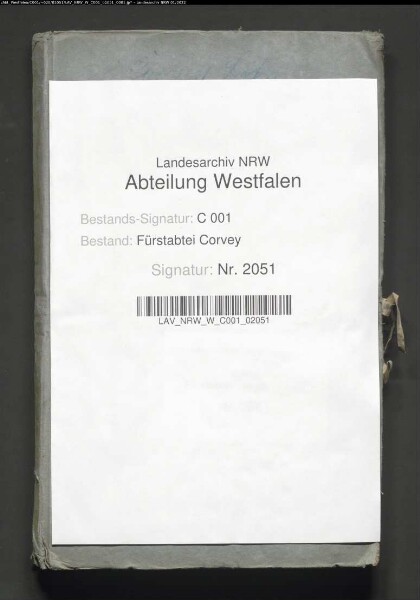 Landesarchiv NRW
Abteilung Westfalen
Bestands-Signatur: C 001
Bestand: Fürstabtei Corvey
Signatur: Nr. 2051
LAV_NRW_W_C001_02051